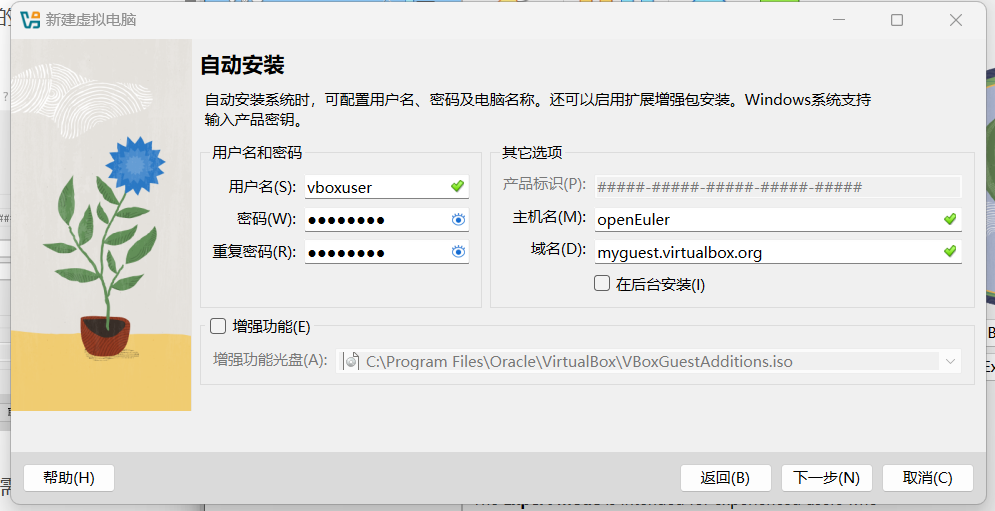 新建虚拟电脑
自动安装
自动安装系统时，可配置用户名、密码及电脑名称。还可以启用扩展增强包安装。Windows系统支持
输入产品密钥。
用户名和密码
用户名(S): vboxuser
密码(W): ●●●●●●●●
重复密码(R): ●●●●●●●●
其它选项
产品标识(P): #####-#####-#####-#####-#####
主机名(M): openEuler
域名(D): myguest.virtualbox.org
在后台安装(I)
增强功能(E)
增强功能光盘(A): C:\Program Files\Oracle\VirtualBox\VBoxGuestAdditions.iso
帮助(H)
返回(B)
下一步(N)
取消(C)